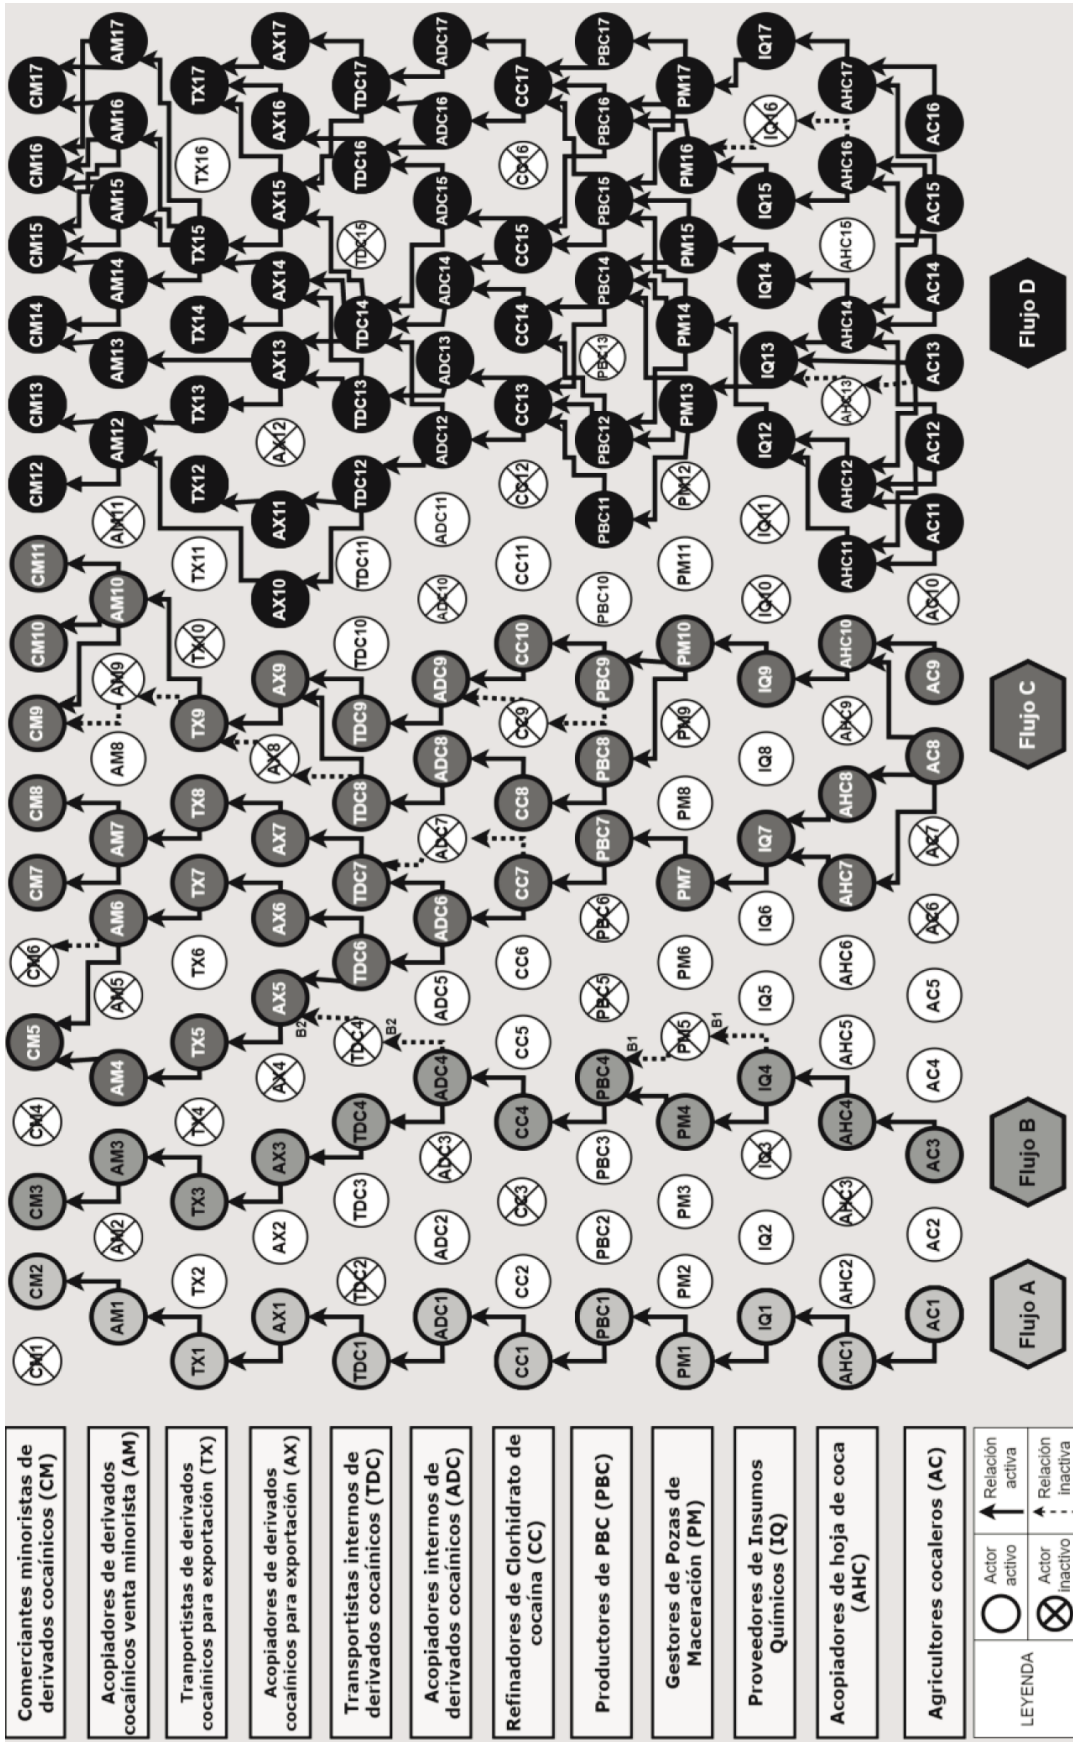 Comerciantes minoristas de
derivados cocaínicos (CM)
CM1 CM2 CM3 CM4 CM5 CM6 CM7 CM8 CM9 CM10 CM11 CM12 CM13 CM14 CM15 CM16 CM17
Acopiadores de derivados
cocaínicos venta minorista (AM)
AM1 AM2 AM3 AM4 AM5 AM6 AM7 AM8 AM9 AM10 AM11 AM12 AM13 AM14 AM15 AM16 AM17
Tranportistas de derivados
cocaínicos para exportación (TX)
TX1 TX2 TX3 TX4 TX5 TX6 TX7 TX8 TX9 TX10 TX11 TX12 TX13 TX14 TX15 TX16 TX17
Acopiadores de derivados
cocaínicos para exportación (AX)
AX1 AX2 AX3 AX4 AX5 AX6 AX7 AX8 AX9 AX10 AX11 AX12 AX13 AX14 AX15 AX16 AX17
B2
Transportistas internos de
derivados cocaínicos (TDC)
TDC1 TDC2 TDC3 TDC4 TDC4 TDC6 TDC7 TDC8 TDC9 TDC10 TDC11 TDC12 TDC13 TDC14 TDC15 TDC16 TDC17
B2
Acopiadores internos de
derivados cocaínicos (ADC)
ADC1 ADC2 ADC3 ADC4 ADC5 ADC6 ADC7 ADC8 ADC9 ADC10 ADC11 ADC12 ADC13 ADC14 ADC15 ADC16 ADC17
Refinadores de Clorhidrato de
cocaína (CC)
CC1 CC2 CC3 CC4 CC5 CC6 CC7 CC8 CC9 CC10 CC11 CC12 CC13 CC14 CC15 CC16 CC17
Productores de PBC (PBC)
PBC1 PBC2 PBC3 PBC4 PBC5 PBC6 PBC7 PBC8 PBC9 PBC10 PBC11 PBC12 PBC13 PBC14 PBC15 PBC16 PBC17
B1
Gestores de Pozas de
Maceración (PM)
PM1 PM2 PM3 PM4 PM5 PM6 PM7 PM8 PM9 PM10 PM11 PM12 PM13 PM14 PM15 PM16 PM17
B1
Proveedores de Insumos
Químicos (IQ)
IQ1 IQ2 IQ3 IQ4 IQ5 IQ6 IQ7 IQ8 IQ9 IQ10 IQ11 IQ12 IQ13 IQ14 IQ15 IQ16 IQ17
Acopiadores de hoja de coca
(AHC)
AHC1 AHC2 AHC3 AHC4 AHC5 AHC6 AHC7 AHC8 AHC9 AHC10 AHC11 AHC12 AHC13 AHC14 AHC15 AHC16 AHC17
Agricultores cocaleros (AC)
AC1 AC2 AC3 AC4 AC5 AC6 AC7 AC8 AC9 AC10 AC11 AC12 AC13 AC14 AC15 AC16
LEYENDA
Actor
activo
Relación
activa
Actor
inactivo
Relación
inactiva
Flujo A
Flujo B
Flujo C
Flujo D